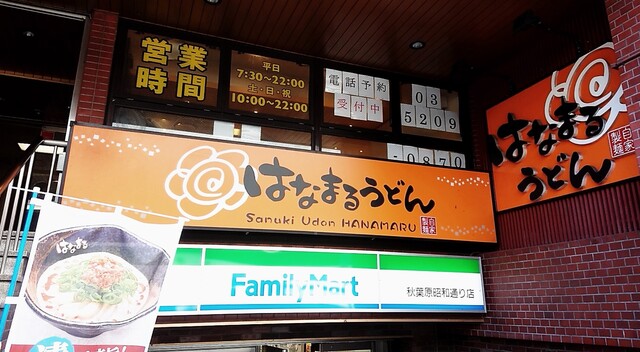 営業
時間
平日
7:30~22:00
土・日・祝
10:00~22:00
電話予約
受付中
03
5209
-0870
はなまるうどん
Sanuki Udon HANAMARU
自家
製麺
はなまる
うどん
自家
製麺
FamilyMart
秋葉原昭和通り店
はなまる